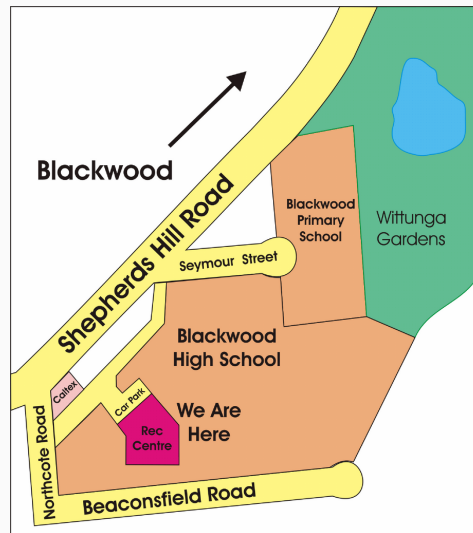 Blackwood
Shepherds Hill Road
Blackwood
Primary
School
Wittunga
Gardens
Seymour Street
Blackwood
High School
Caltex
Car Park
We Are
Here
Rec
Centre
Northcote Road
Beaconsfield Road